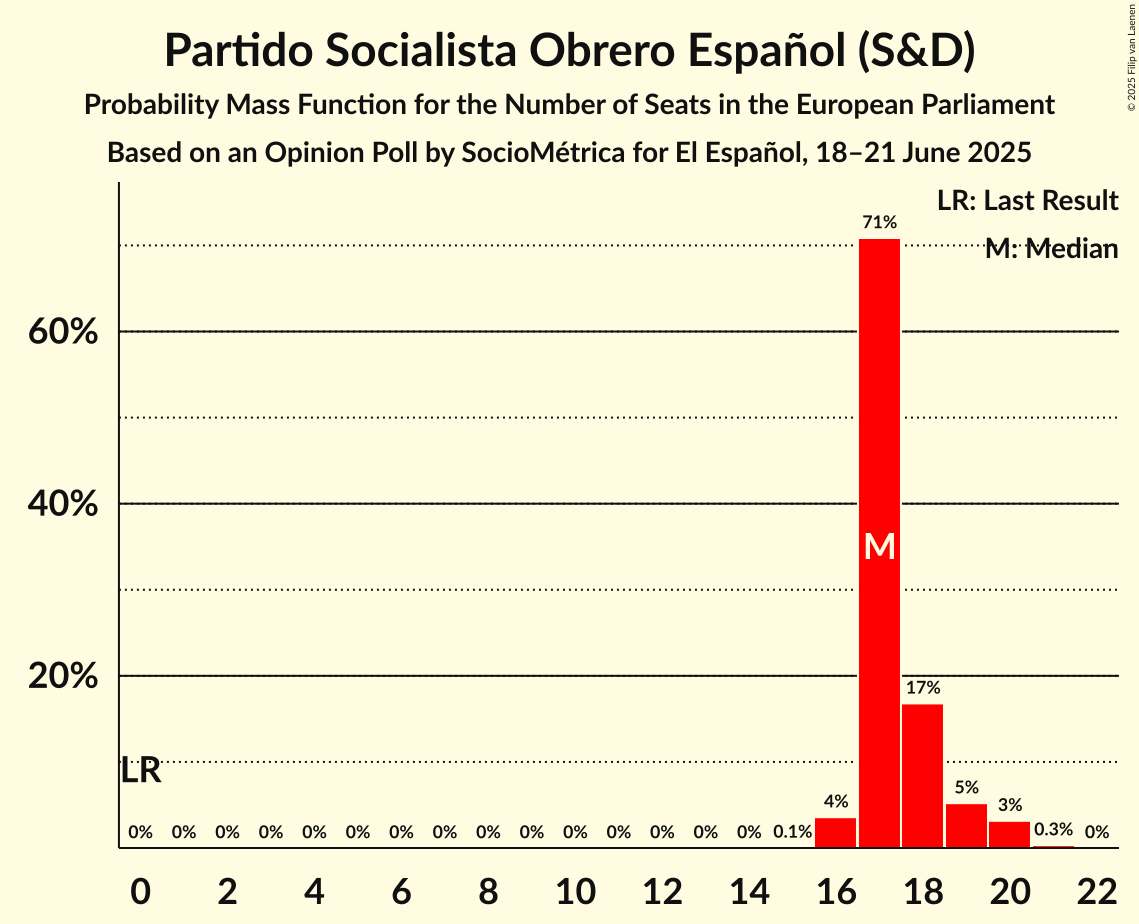 Partido Socialista Obrero Español (S&D)
Probability Mass Function for the Number of Seats in the European Parliament
Based on an Opinion Poll by SocioMétrica for El Español, 18–21 June 2025
© 2025 Filip van Laenen
LR: Last Result
M: Median
60%
40%
20%
LR
M
0% 0% 0% 0% 0% 0% 0% 0% 0% 0% 0% 0% 0% 0% 0% 0.1% 4% 71% 17% 5% 3% 0.3% 0%
0 2 4 6 8 10 12 14 16 18 20 22